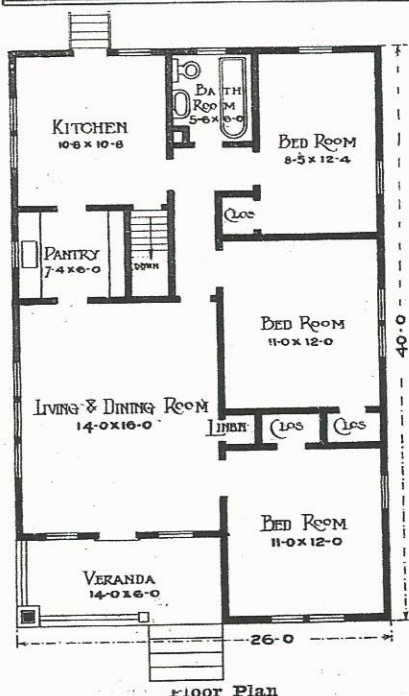 BATH
ROOM
5-6 x 6-0
KITCHEN
10-8 x 10-8
BED ROOM
8-5 x 12-4
CLOS
PANTRY
7-4 x 6-0
DOWN
BED ROOM
11-0 x 12-0
40-0
LIVING & DINING ROOM
14-0 x 16-0
LINEN
CLOS
CLOS
BED ROOM
11-0 x 12-0
VERANDA
14-0 x 6-0
26-0
Floor Plan